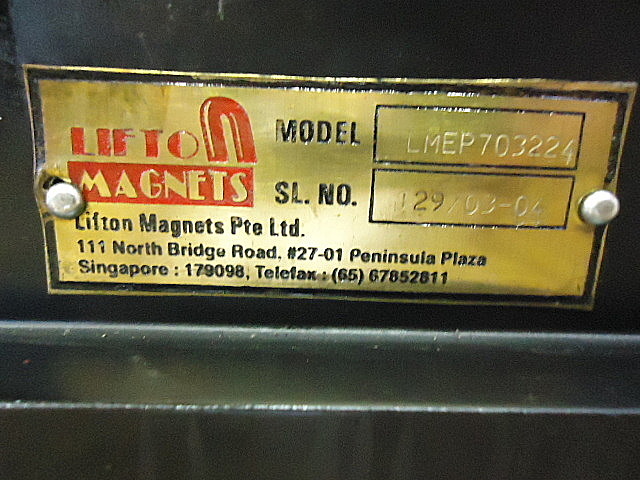 LIFTON
MAGNETS
MODEL LMEP703224
SL. NO. 129/03-04
Lifton Magnets Pte Ltd.
111 North Bridge Road, #27-01 Peninsula Plaza
Singapore : 179098, Telefax : (65) 67852811